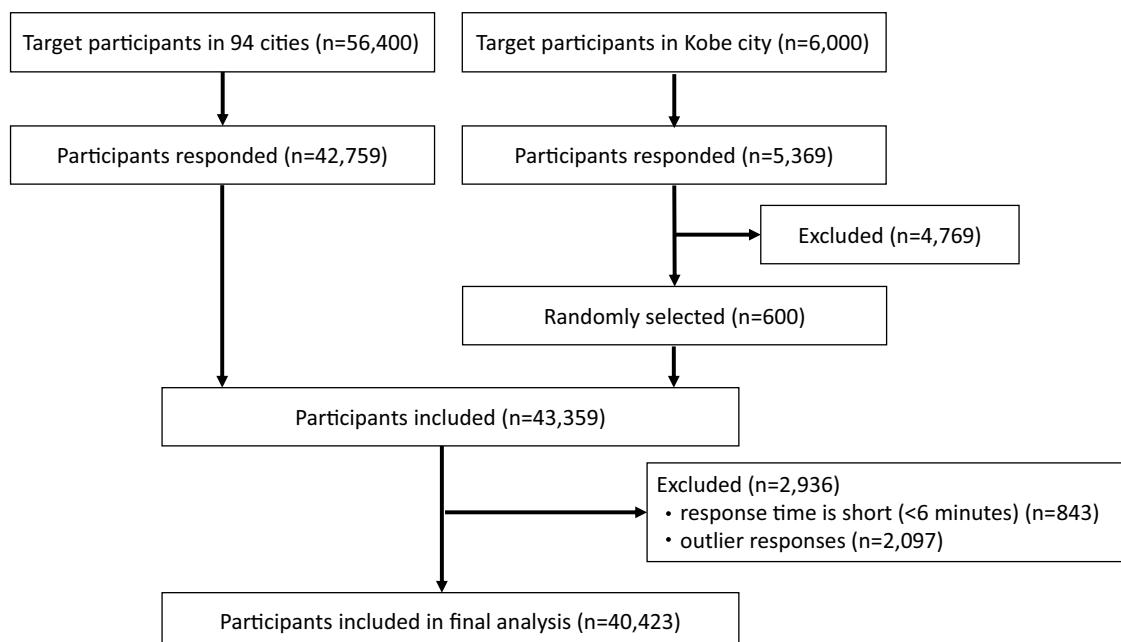 Target participants in 94 cities (n=56,400)
Target participants in Kobe city (n=6,000)
Participants responded (n=42,759)
Participants responded (n=5,369)
Excluded (n=4,769)
Randomly selected (n=600)
Participants included (n=43,359)
Excluded (n=2,936)
・response time is short (<6 minutes) (n=843)
・outlier responses (n=2,097)
Participants included in final analysis (n=40,423)